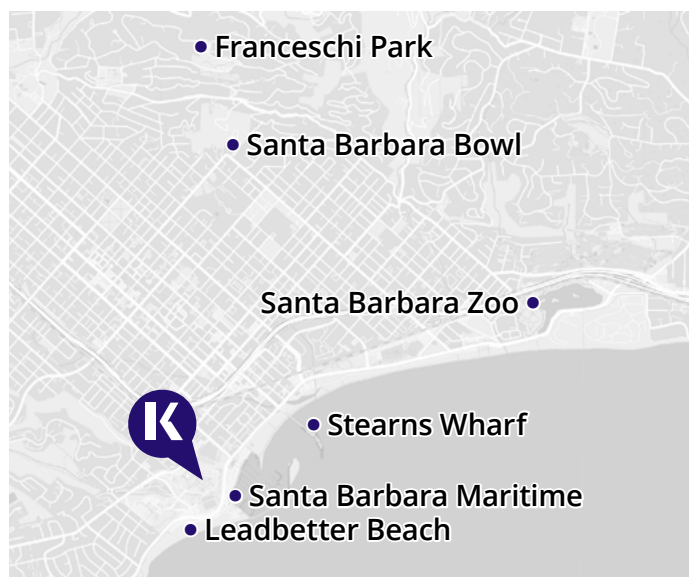 Franceschi Park
Santa Barbara Bowl
Santa Barbara Zoo
K
Stearns Wharf
Santa Barbara Maritime
Leadbetter Beach